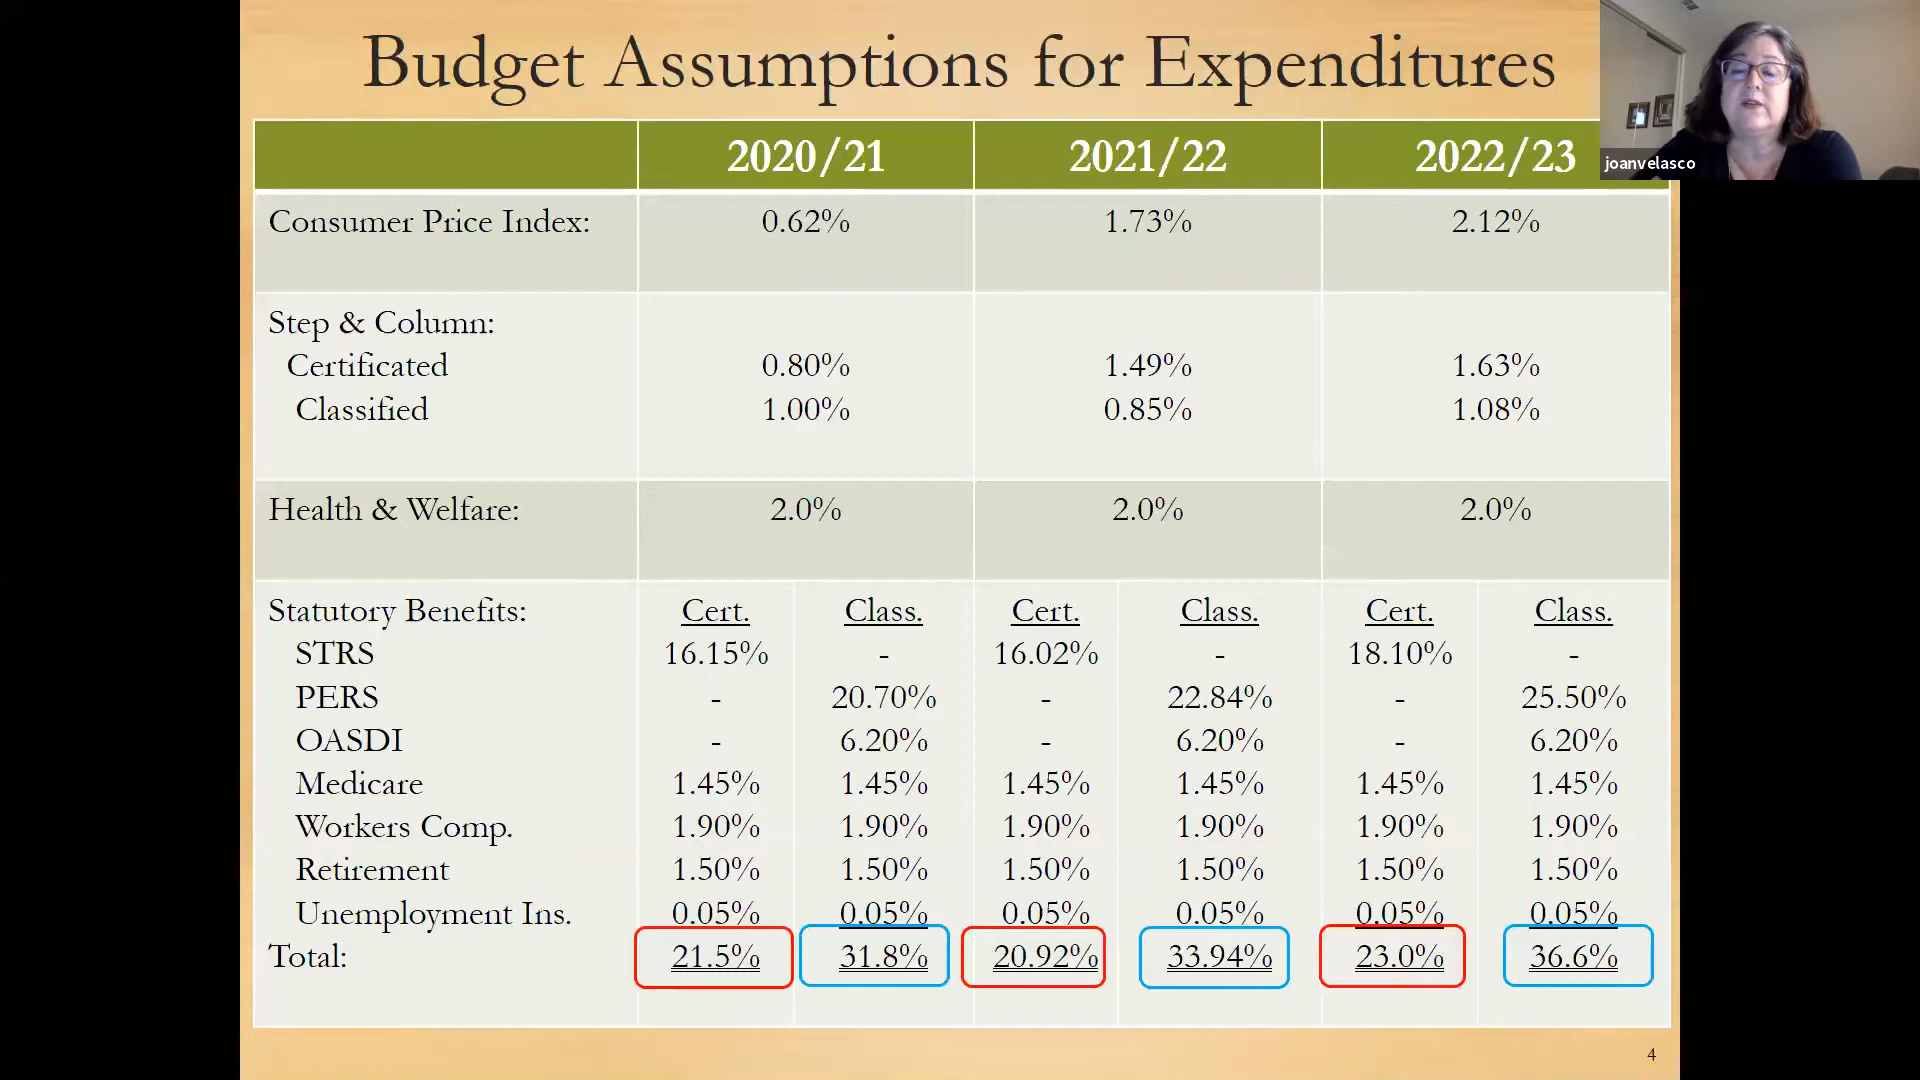 Budget Assumptions for Expenditures
joanvelasco
2020/21 2021/22 2022/23
Consumer Price Index: 0.62% 1.73% 2.12%
Step & Column:
Certificated 0.80% 1.49% 1.63%
Classified 1.00% 0.85% 1.08%
Health & Welfare: 2.0% 2.0% 2.0%
Statutory Benefits: Cert. Class. Cert. Class. Cert. Class.
STRS 16.15% - 16.02% - 18.10% -
PERS - 20.70% - 22.84% - 25.50%
OASDI - 6.20% - 6.20% - 6.20%
Medicare 1.45% 1.45% 1.45% 1.45% 1.45% 1.45%
Workers Comp. 1.90% 1.90% 1.90% 1.90% 1.90% 1.90%
Retirement 1.50% 1.50% 1.50% 1.50% 1.50% 1.50%
Unemployment Ins. 0.05% 0.05% 0.05% 0.05% 0.05% 0.05%
Total: 21.5% 31.8% 20.92% 33.94% 23.0% 36.6%
4